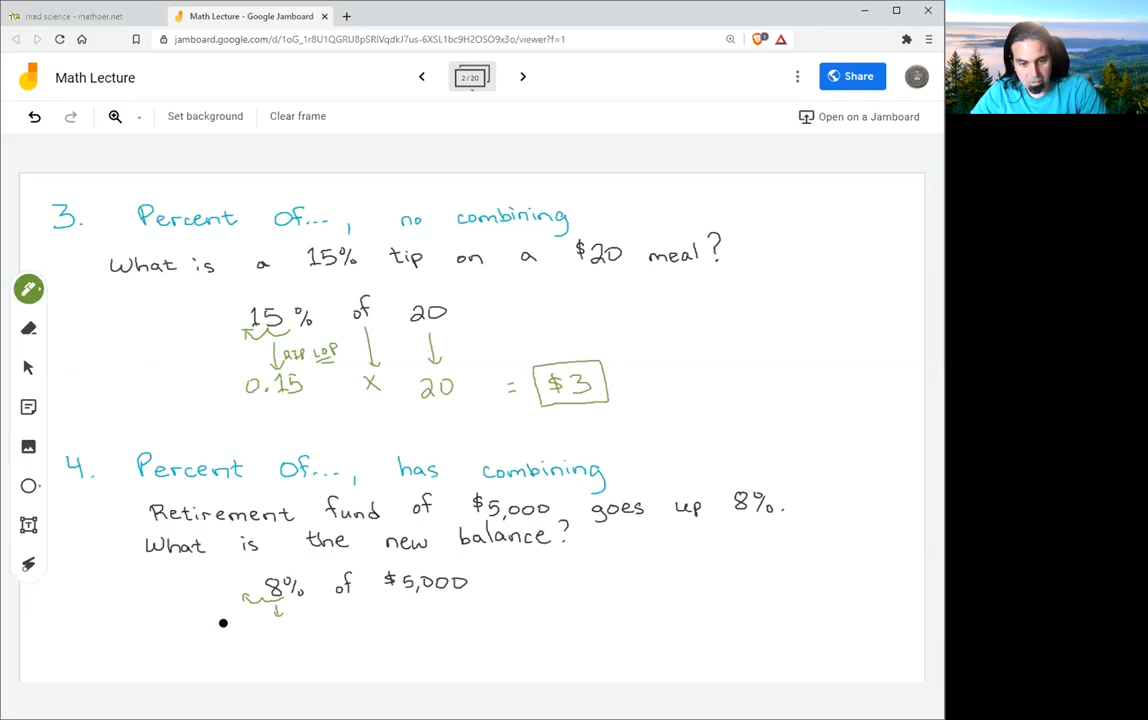 mad science - mathoer.net
Math Lecture - Google Jamboard
jamboard.google.com/d/1oG_1r8U1QGRU8pSRlVqdkJ7us-6XSL1bc9H2OSO9x3o/viewer?f=1
Math Lecture
2 / 20
Share
Set background
Clear frame
Open on a Jamboard
3. Percent of..., no combining
What is a 15% tip on a $20 meal?
15% of 20
LOP
0.15 x 20 = $3
4. Percent of..., has combining
Retirement fund of $5,000 goes up 8%.
What is the new balance?
8% of $5,000